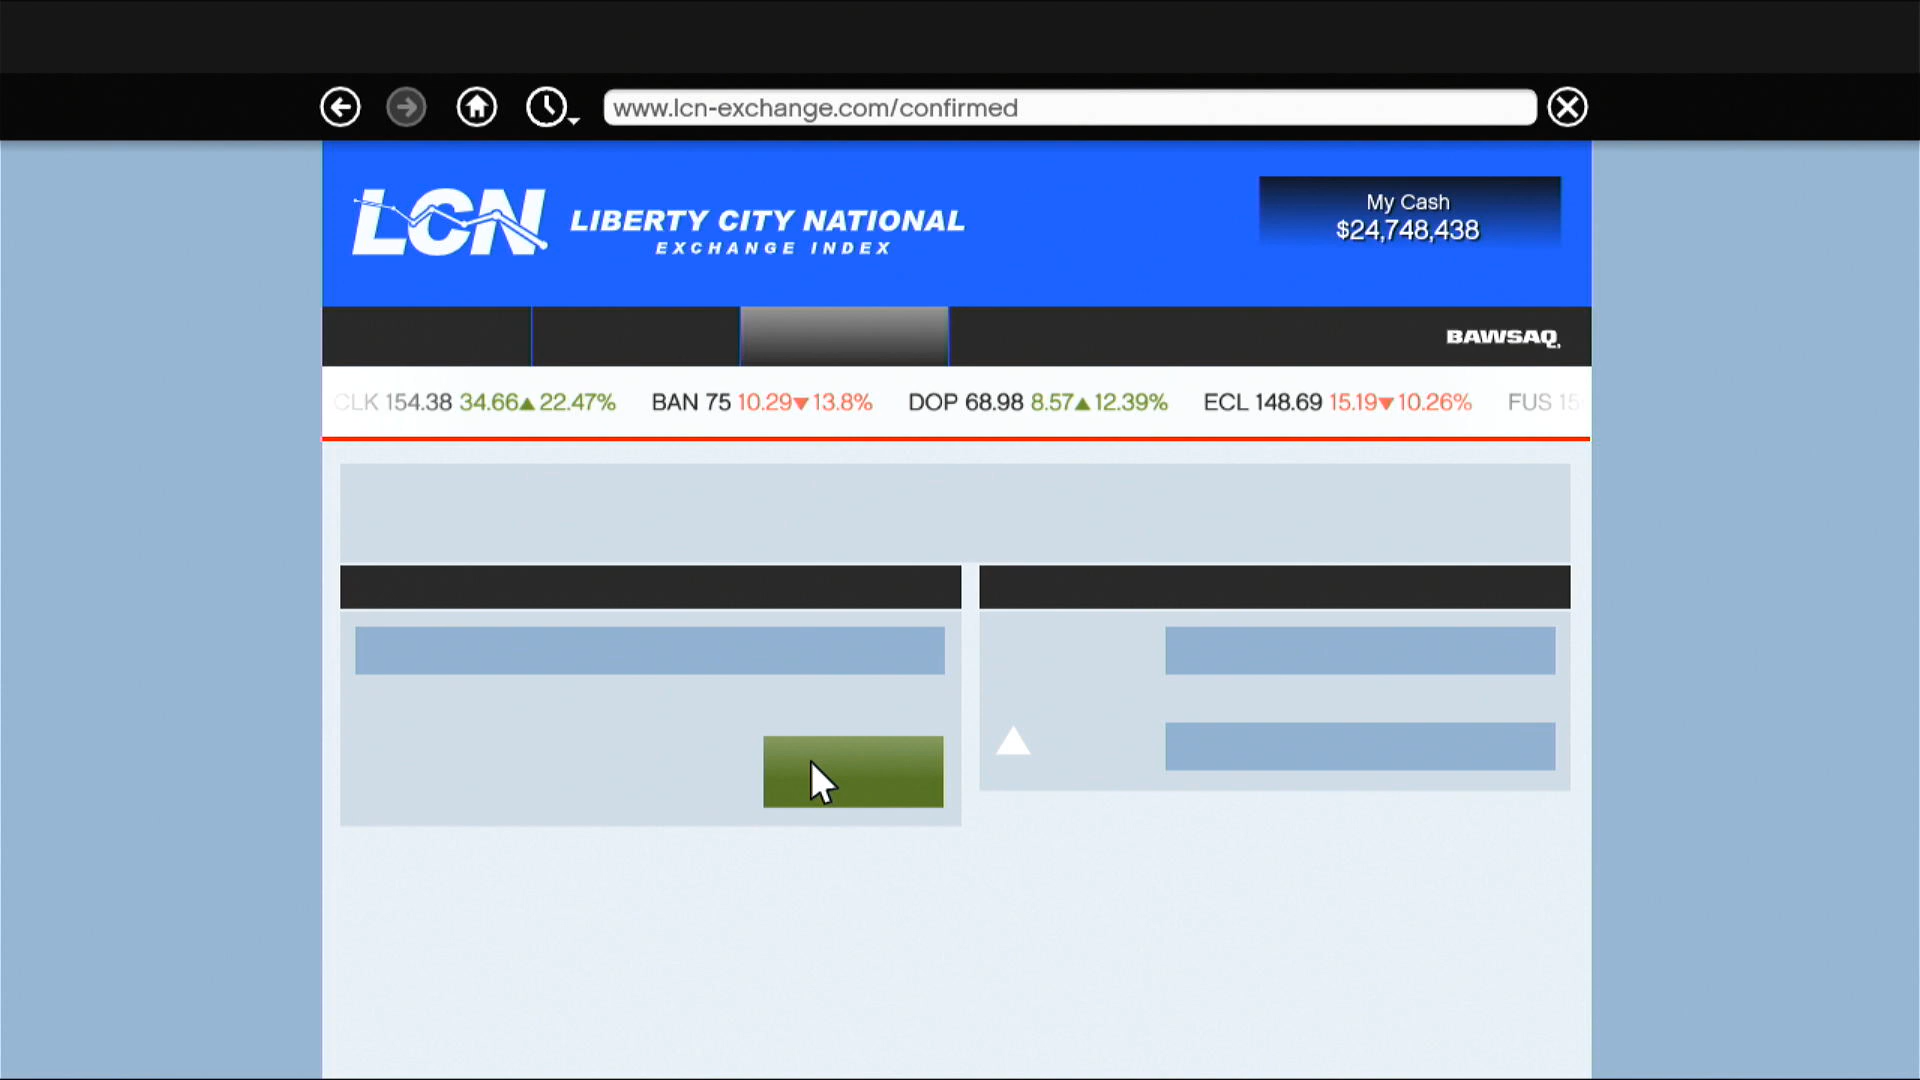 www.lcn-exchange.com/confirmed
LCN LIBERTY CITY NATIONAL
EXCHANGE INDEX
My Cash
$24,748,438
BAWSAQ.
CLK 154.38 34.66▲22.47% BAN 75 10.29▼13.8% DOP 68.98 8.57▲12.39% ECL 148.69 15.19▼10.26% FUS